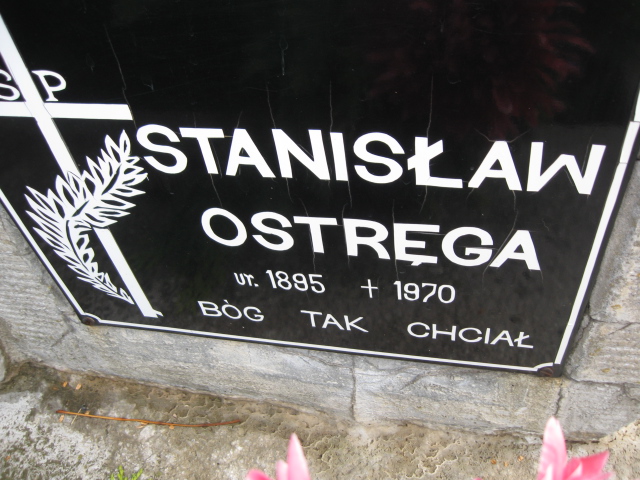 SP
STANISŁAW
OSTRĘGA
ur. 1895 + 1970
BÓG TAK CHCIAŁ